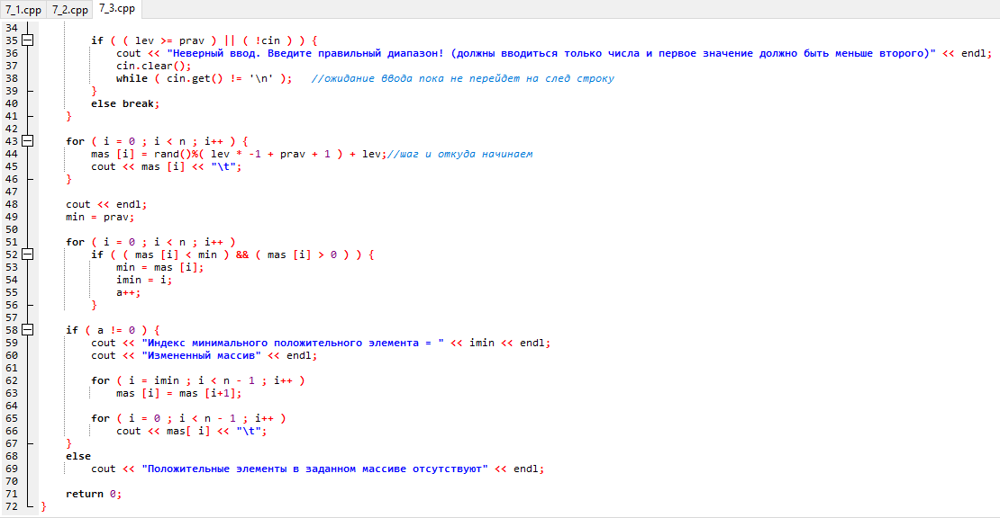 7_1.cpp 7_2.cpp 7_3.cpp
34
35 if ( ( lev >= prav ) || ( !cin ) ) {
36 cout << "Неверный ввод. Введите правильный диапазон! (должны вводиться только числа и первое значение должно быть меньше второго)" << endl;
37 cin.clear();
38 while ( cin.get() != '\n' ); //ожидание ввода пока не перейдет на след строку
39 }
40 else break;
41 }
42
43 for ( i = 0 ; i < n ; i++ ) {
44 mas [i] = rand()%( lev * -1 + prav + 1 ) + lev;//шаг и откуда начинаем
45 cout << mas [i] << "\t";
46 }
47
48 cout << endl;
49 min = prav;
50
51 for ( i = 0 ; i < n ; i++ )
52 if ( ( mas [i] < min ) && ( mas [i] > 0 ) ) {
53 min = mas [i];
54 imin = i;
55 a++;
56 }
57
58 if ( a != 0 ) {
59 cout << "Индекс минимального положительного элемента = " << imin << endl;
60 cout << "Измененный массив" << endl;
61
62 for ( i = imin ; i < n - 1 ; i++ )
63 mas [i] = mas [i+1];
64
65 for ( i = 0 ; i < n - 1 ; i++ )
66 cout << mas[ i] << "\t";
67 }
68 else
69 cout << "Положительные элементы в заданном массиве отсутствуют" << endl;
70
71 return 0;
72 }